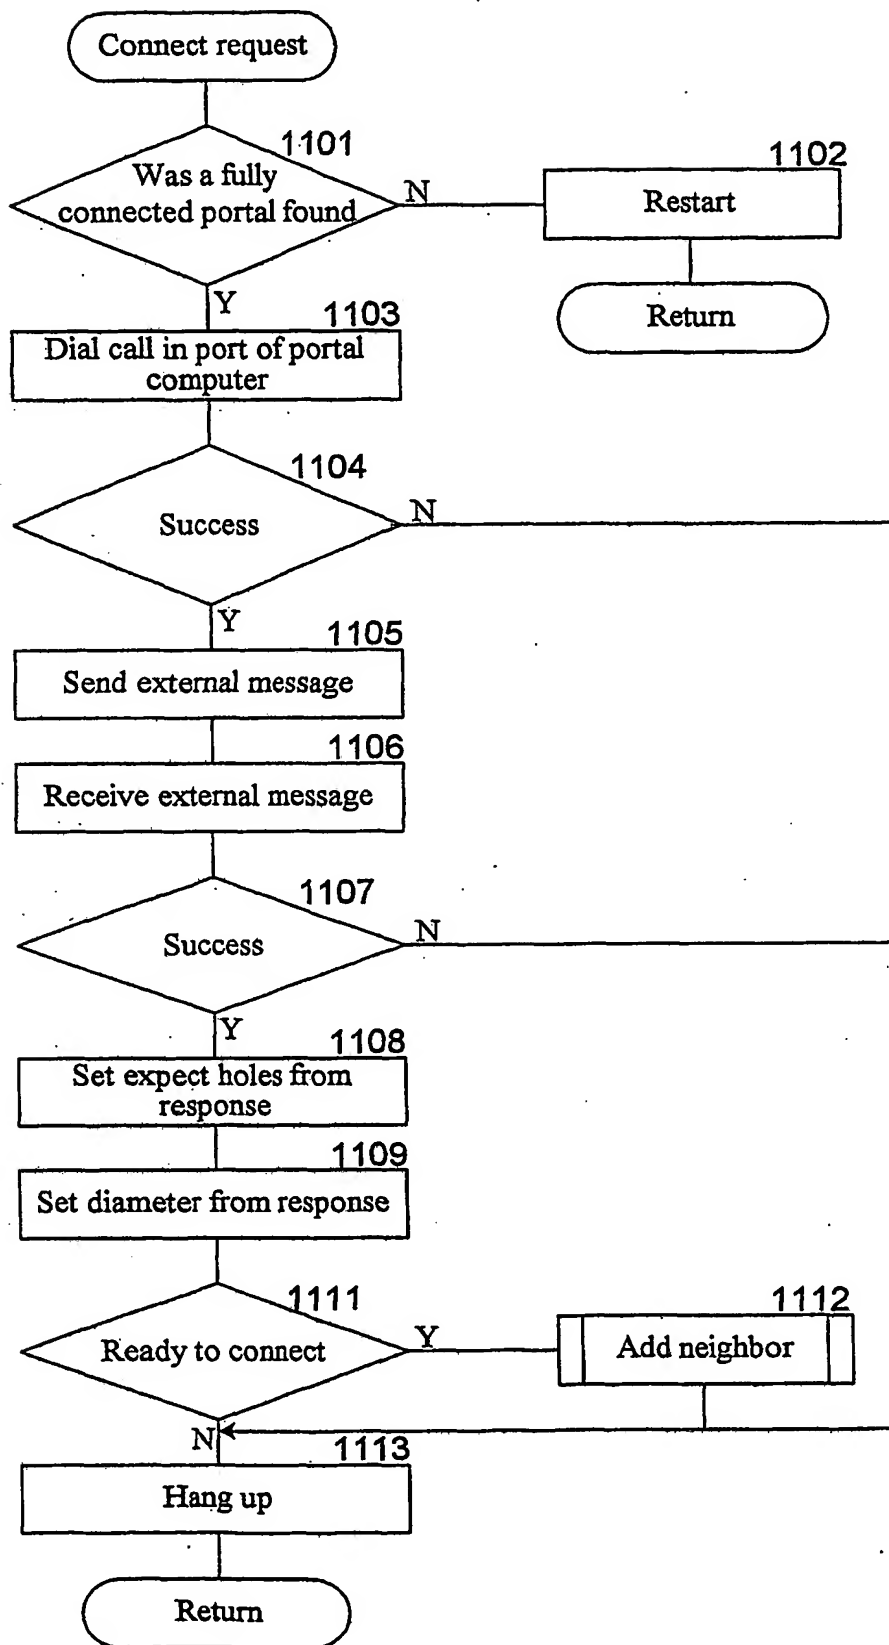 Connect request
1101
Was a fully
connected portal found
N
1102
Restart
Return
Y
1103
Dial call in port of portal
computer
1104
Success
N
Y
1105
Send external message
1106
Receive external message
1107
Success
N
Y
1108
Set expect holes from
response
1109
Set diameter from response
1111
Ready to connect
Y
1112
Add neighbor
N
1113
Hang up
Return